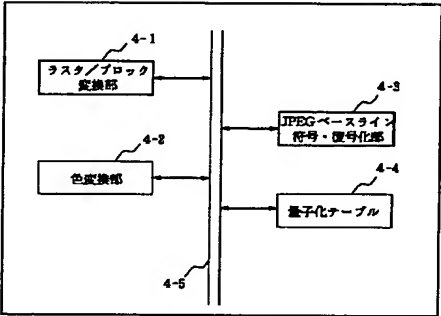 4-1
ラスタ／ブロック
変換部
4-3
JPEGベースライン
符号・復号化部
4-2
色変換部
4-4
量子化テーブル
4-5